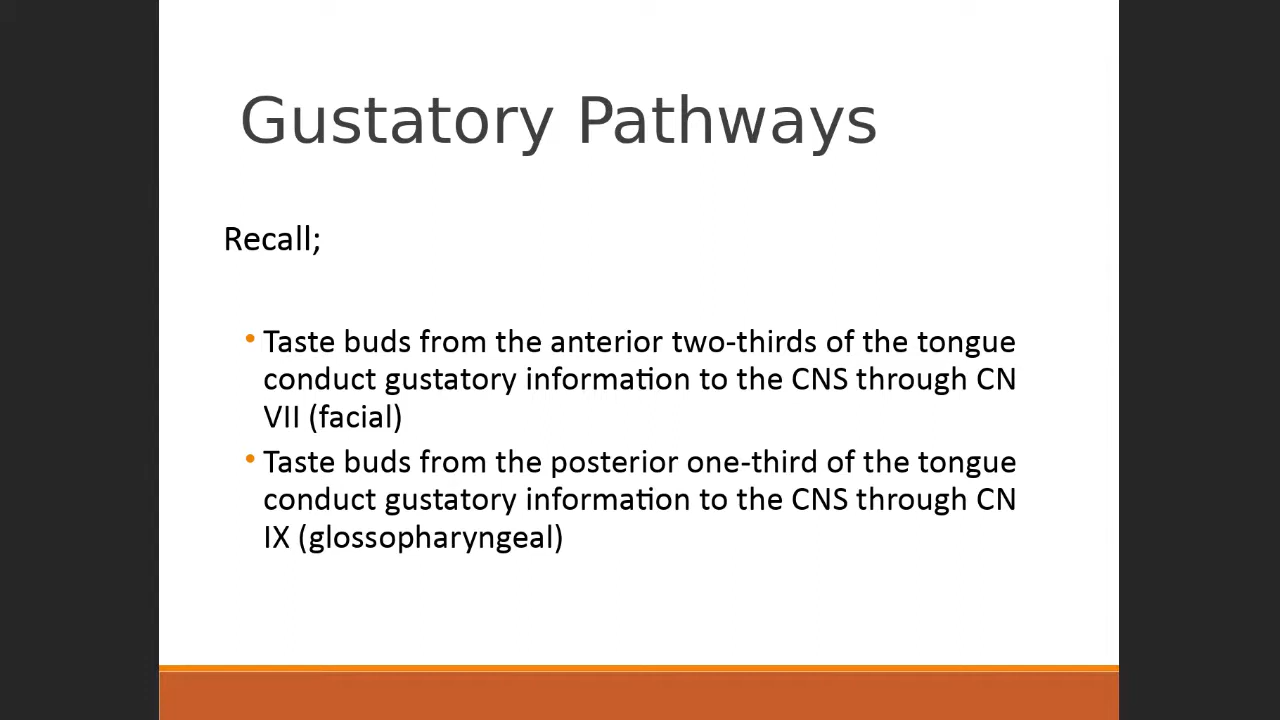 Gustatory Pathways
Recall;
• Taste buds from the anterior two-thirds of the tongue
conduct gustatory information to the CNS through CN
VII (facial)
• Taste buds from the posterior one-third of the tongue
conduct gustatory information to the CNS through CN
IX (glossopharyngeal)